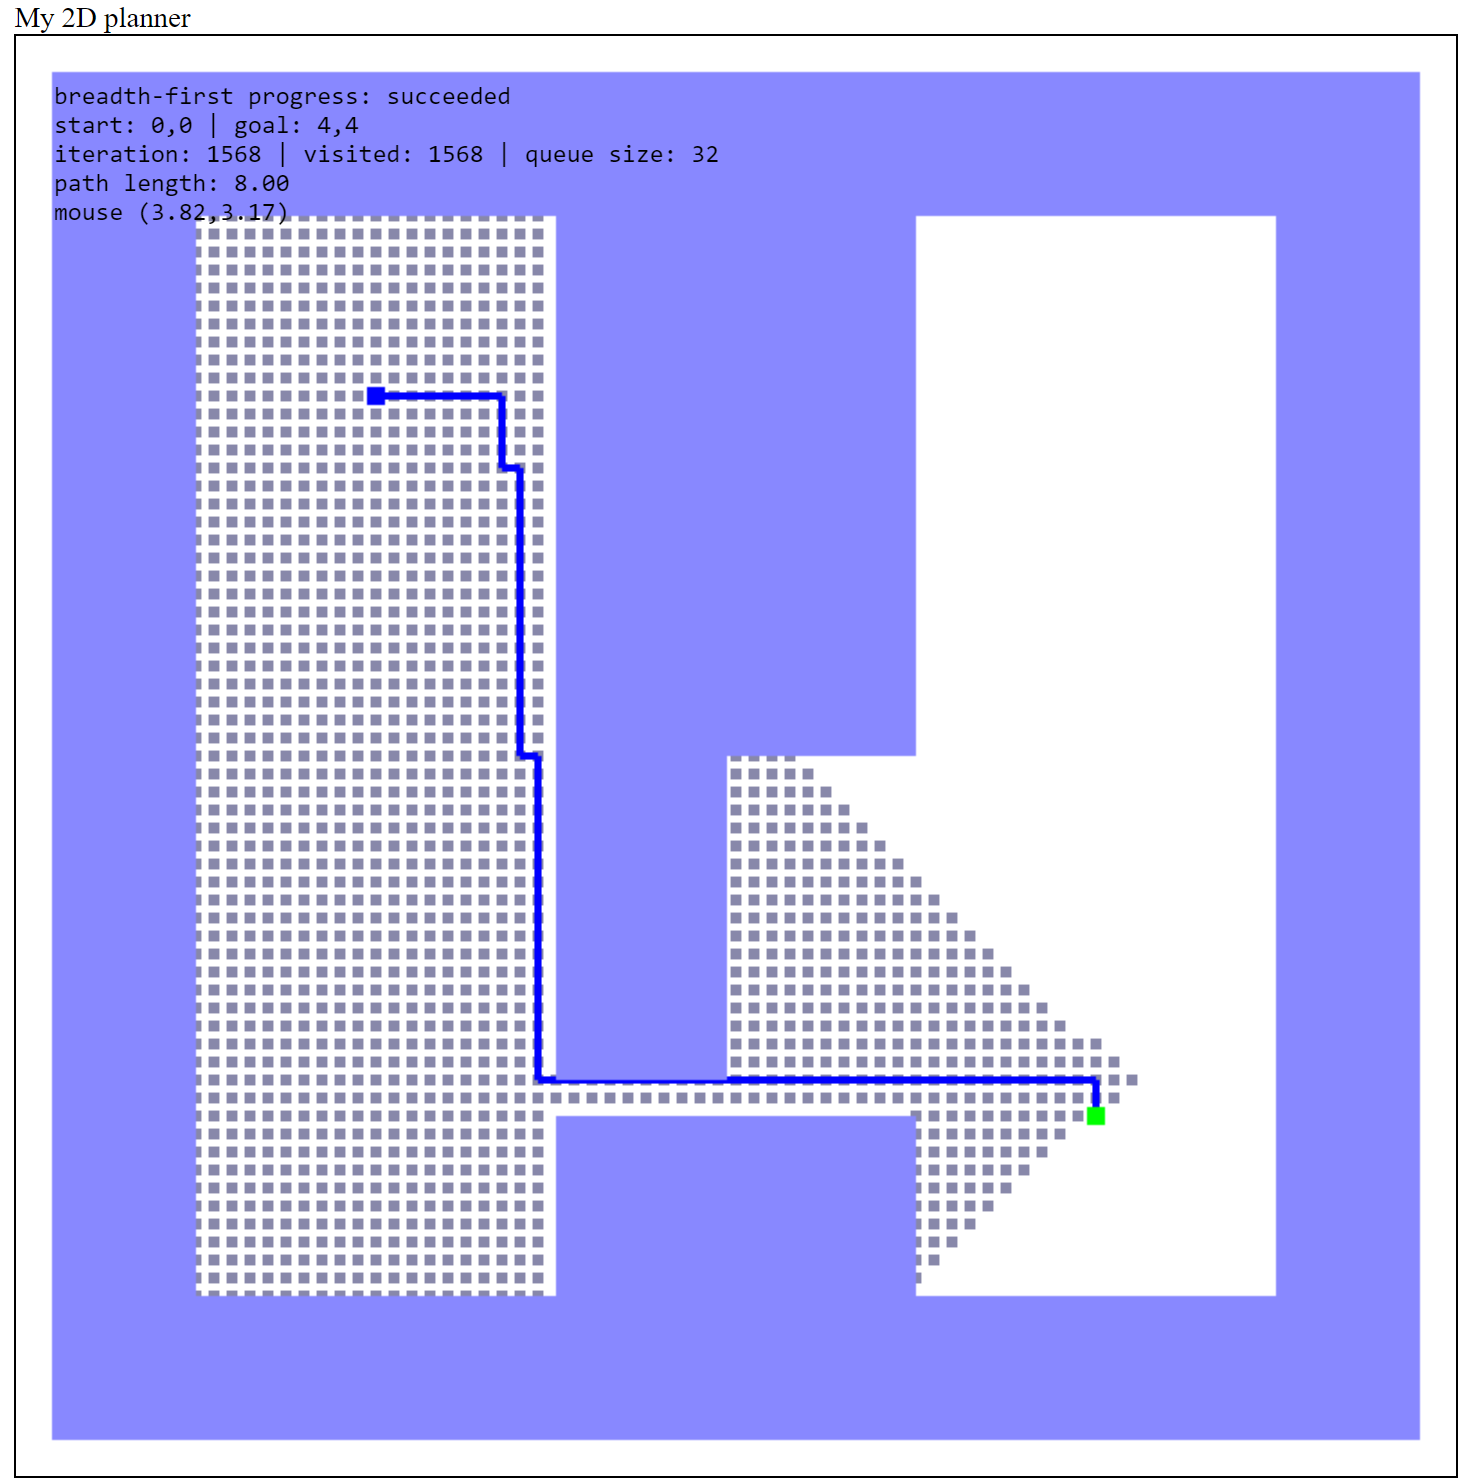 My 2D planner
breadth-first progress: succeeded
start: 0,0 | goal: 4,4
iteration: 1568 | visited: 1568 | queue size: 32
path length: 8.00
mouse (3.82,3.17)